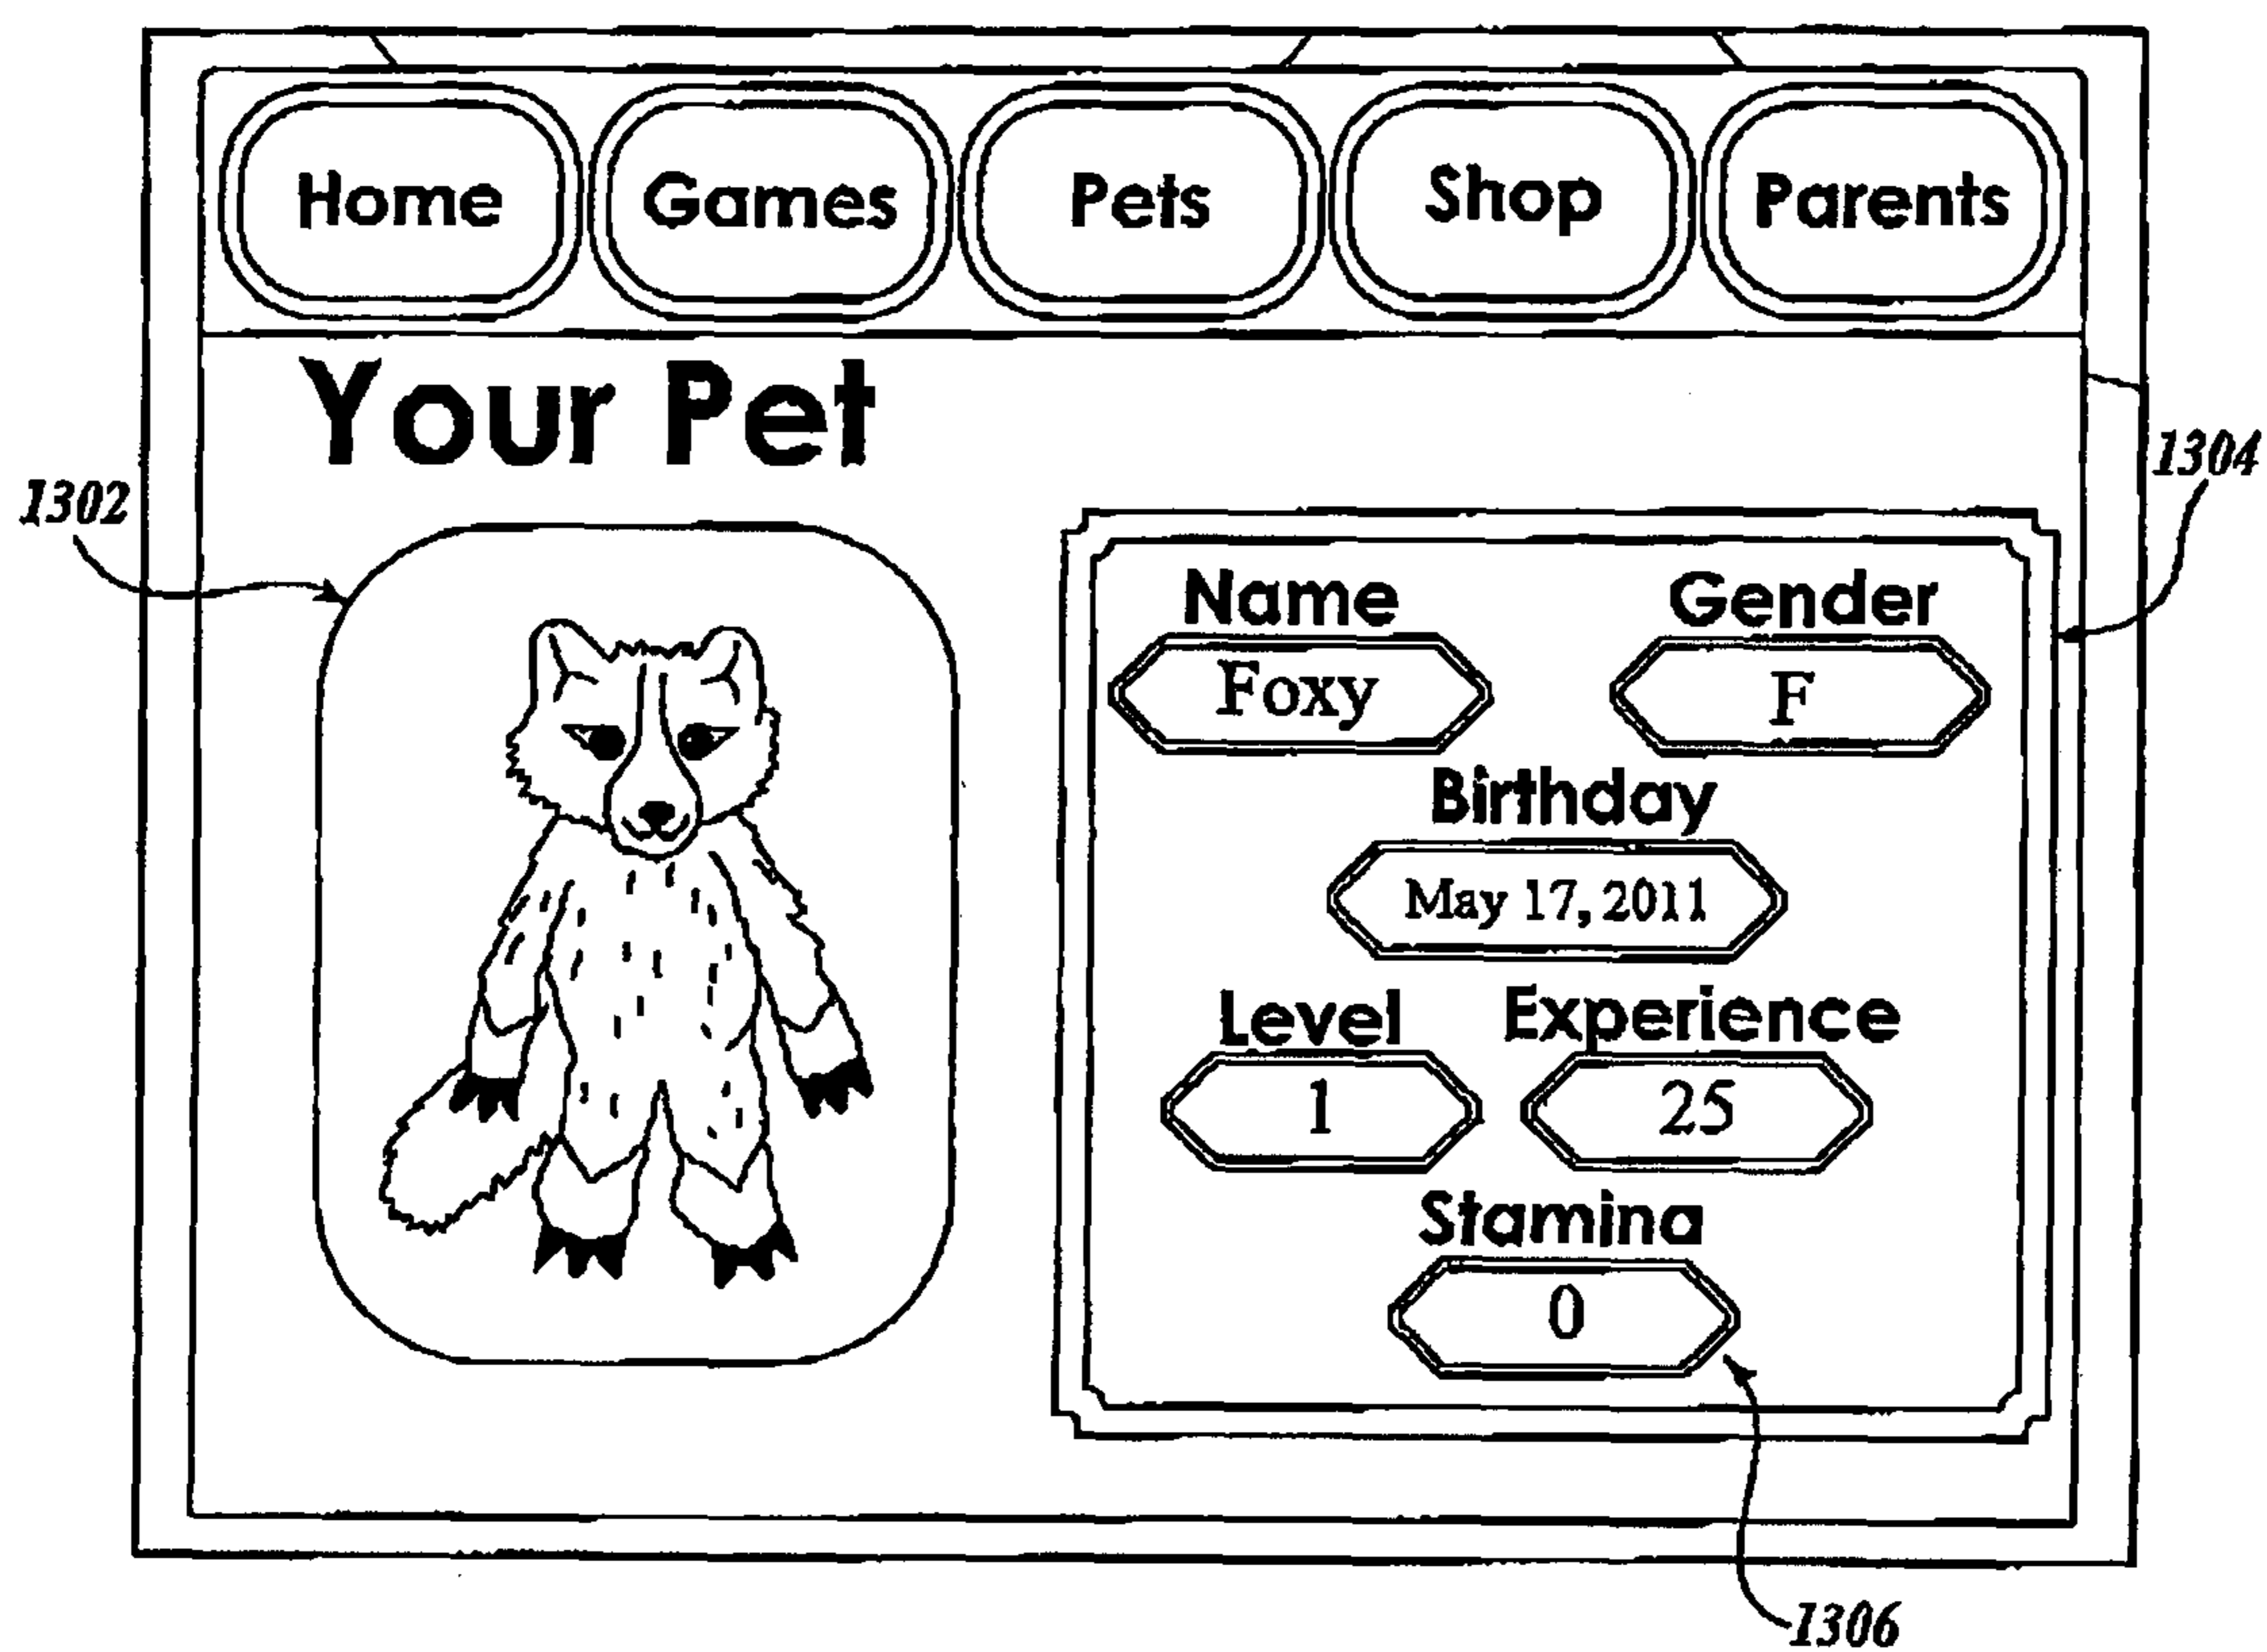 Home Games Pets Shop Parents
Your Pet
1302
1304
Name Gender
Foxy F
Birthday
May 17, 2011
Level Experience
1 25
Stamina
0
1306